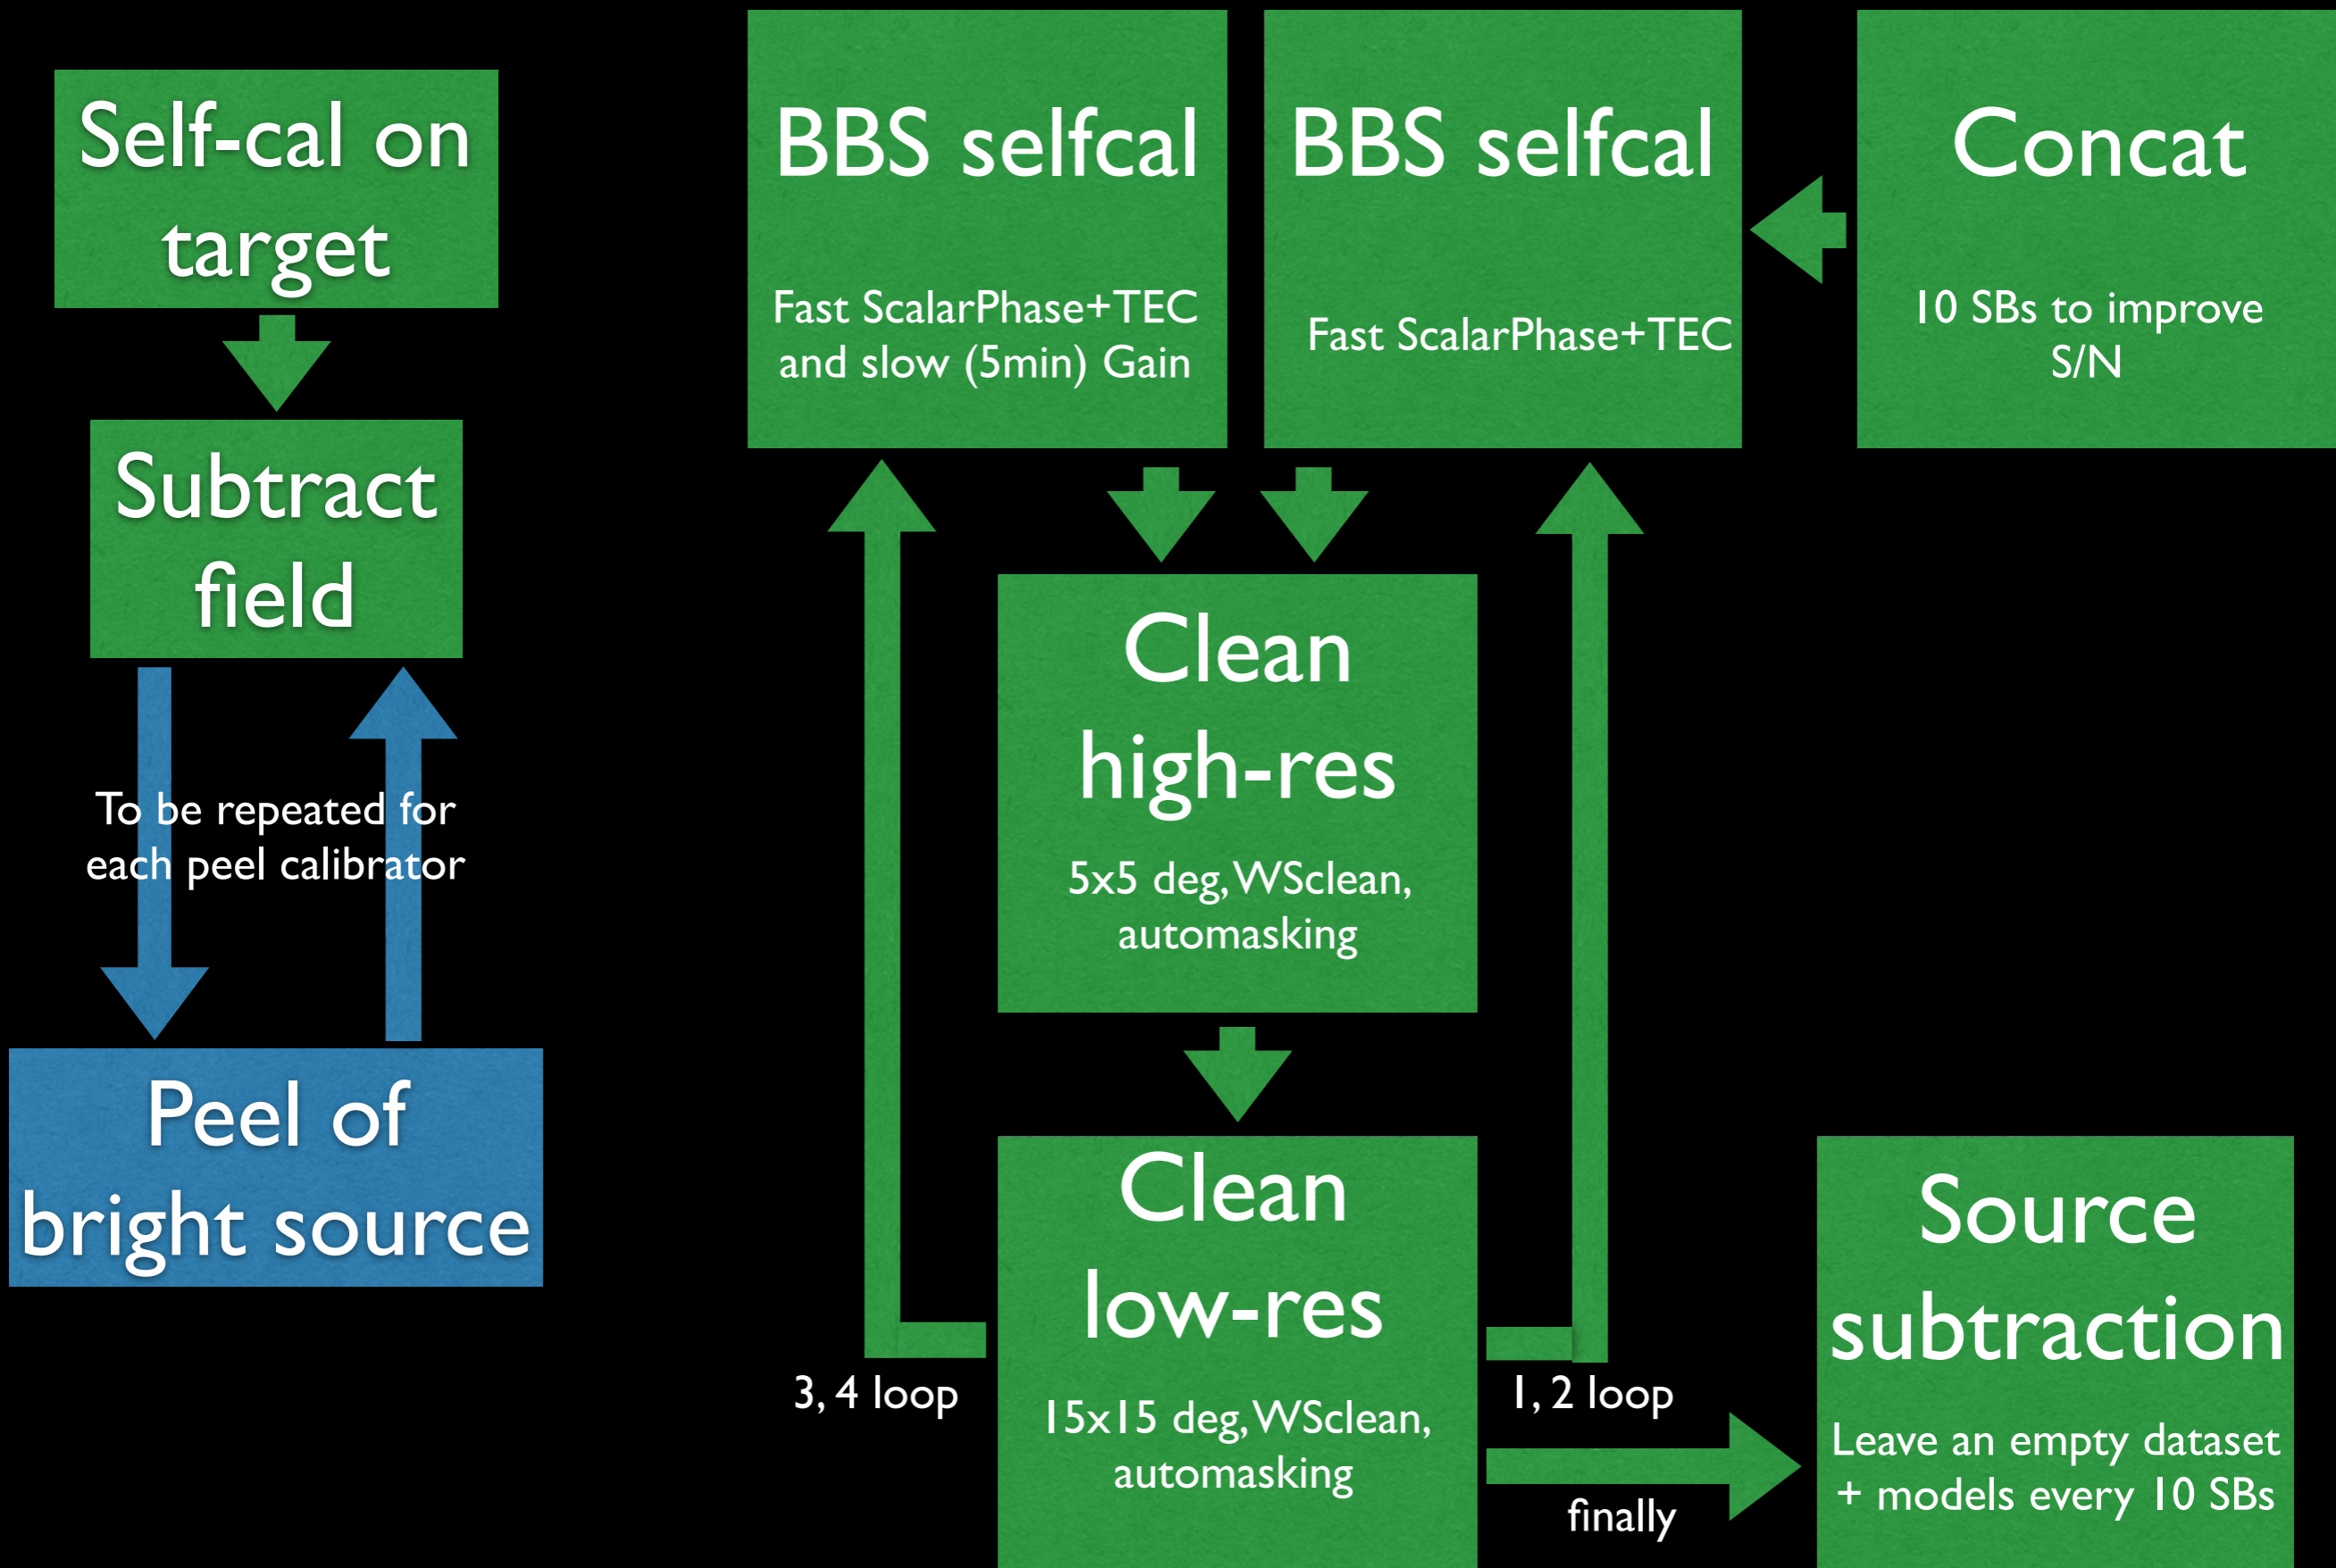 Self-cal on
target
Subtract
field
To be repeated for
each peel calibrator
Peel of
bright source
BBS selfcal
Fast ScalarPhase+TEC
and slow (5min) Gain
BBS selfcal
Fast ScalarPhase+TEC
Concat
10 SBs to improve
S/N
Clean
high-res
5x5 deg, WSclean,
automasking
Clean
low-res
15x15 deg, WSclean,
automasking
3, 4 loop
1, 2 loop
finally
Source
subtraction
Leave an empty dataset
+ models every 10 SBs